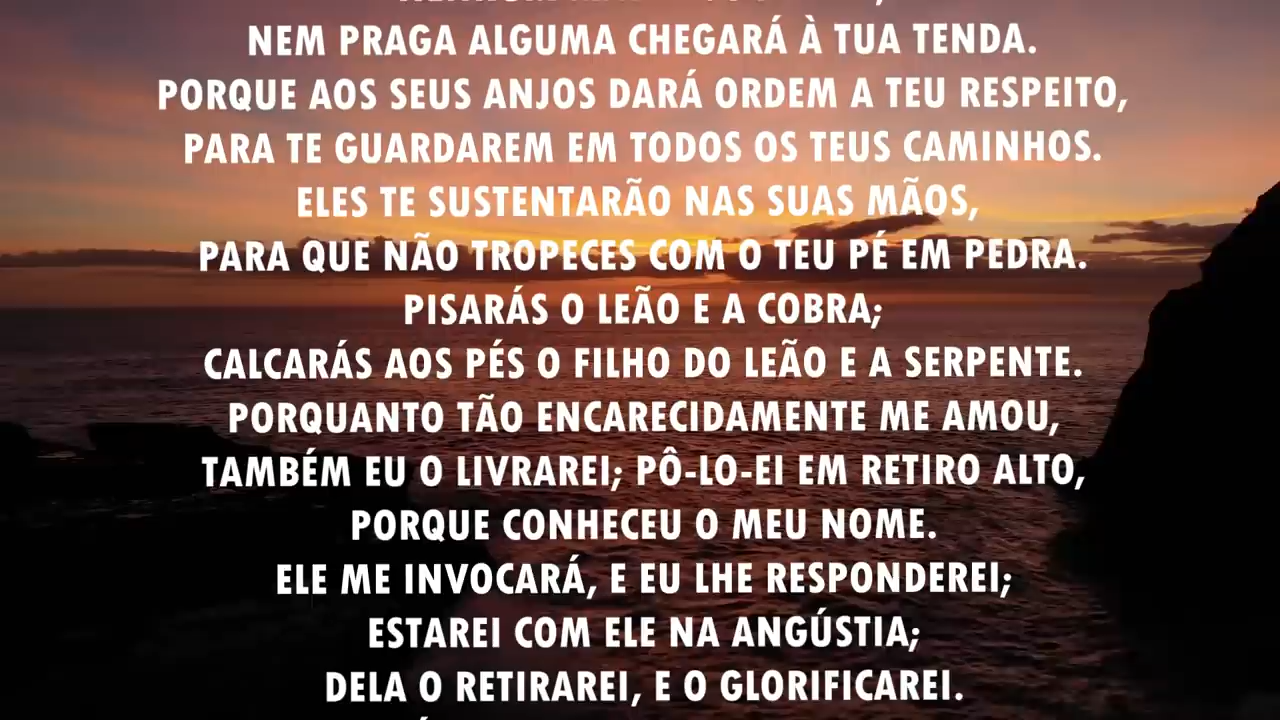 NEM PRAGA ALGUMA CHEGARÁ À TUA TENDA.
PORQUE AOS SEUS ANJOS DARÁ ORDEM A TEU RESPEITO,
PARA TE GUARDAREM EM TODOS OS TEUS CAMINHOS.
ELES TE SUSTENTARÃO NAS SUAS MÃOS,
PARA QUE NÃO TROPECES COM O TEU PÉ EM PEDRA.
PISARÁS O LEÃO E A COBRA;
CALCARÁS AOS PÉS O FILHO DO LEÃO E A SERPENTE.
PORQUANTO TÃO ENCARECIDAMENTE ME AMOU,
TAMBÉM EU O LIVRAREI; PÔ-LO-EI EM RETIRO ALTO,
PORQUE CONHECEU O MEU NOME.
ELE ME INVOCARÁ, E EU LHE RESPONDEREI;
ESTAREI COM ELE NA ANGÚSTIA;
DELA O RETIRAREI, E O GLORIFICAREI.